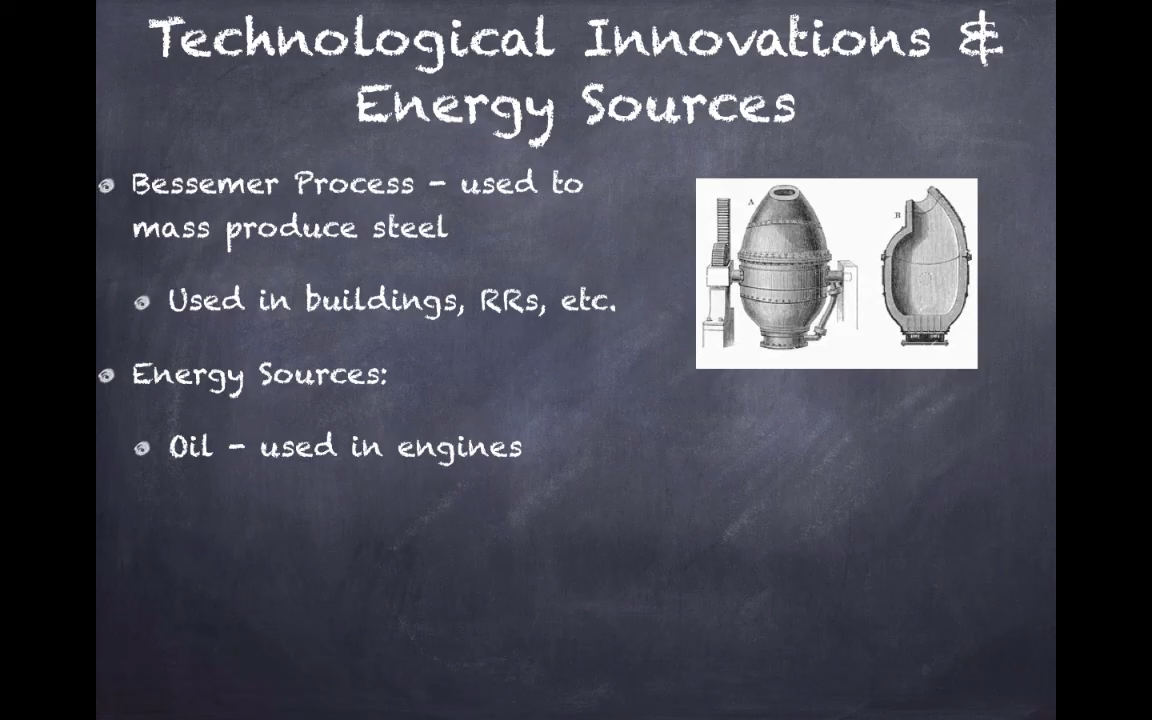 Technological Innovations &
Energy Sources
Bessemer Process - used to
mass produce steel
Used in buildings, RRs, etc.
Energy Sources:
Oil - used in engines
A
B